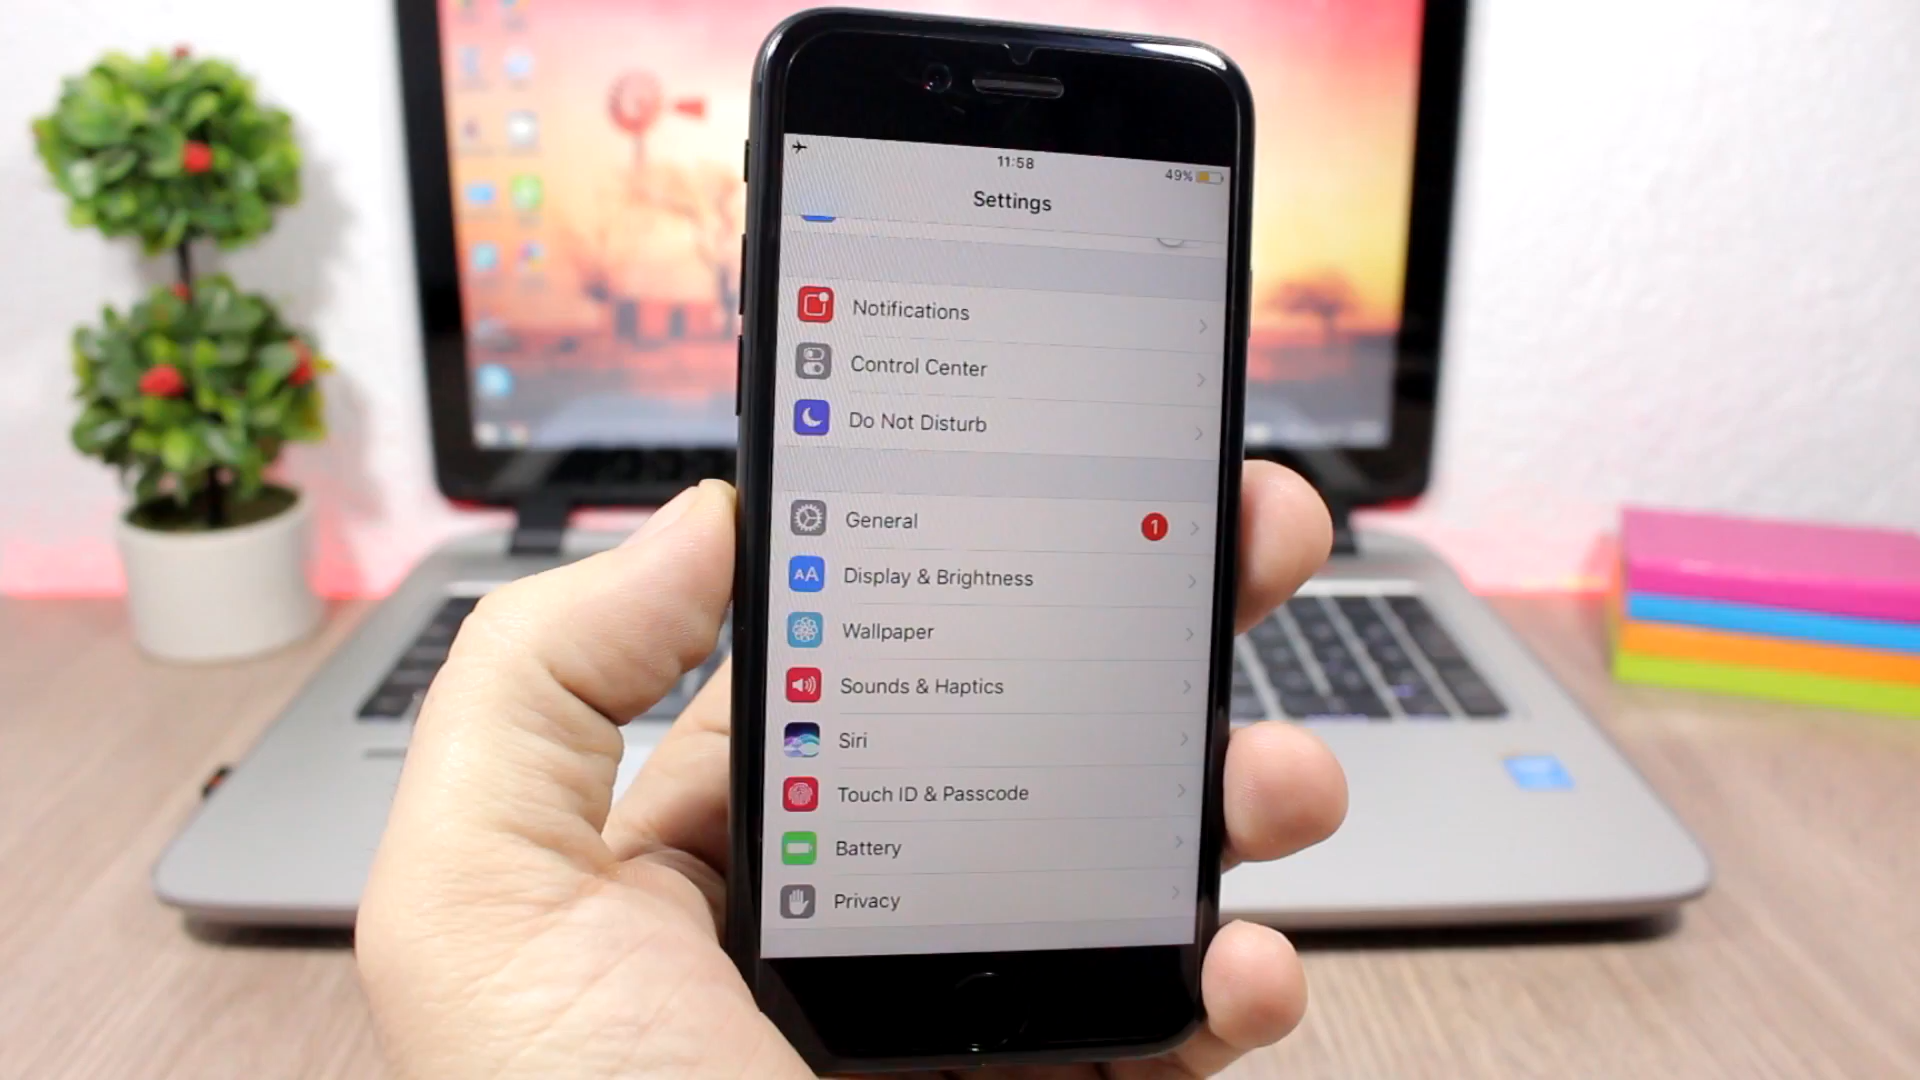 11:58
49%
Settings
Notifications
Control Center
Do Not Disturb
General 1
AA Display & Brightness
Wallpaper
Sounds & Haptics
Siri
Touch ID & Passcode
Battery
Privacy